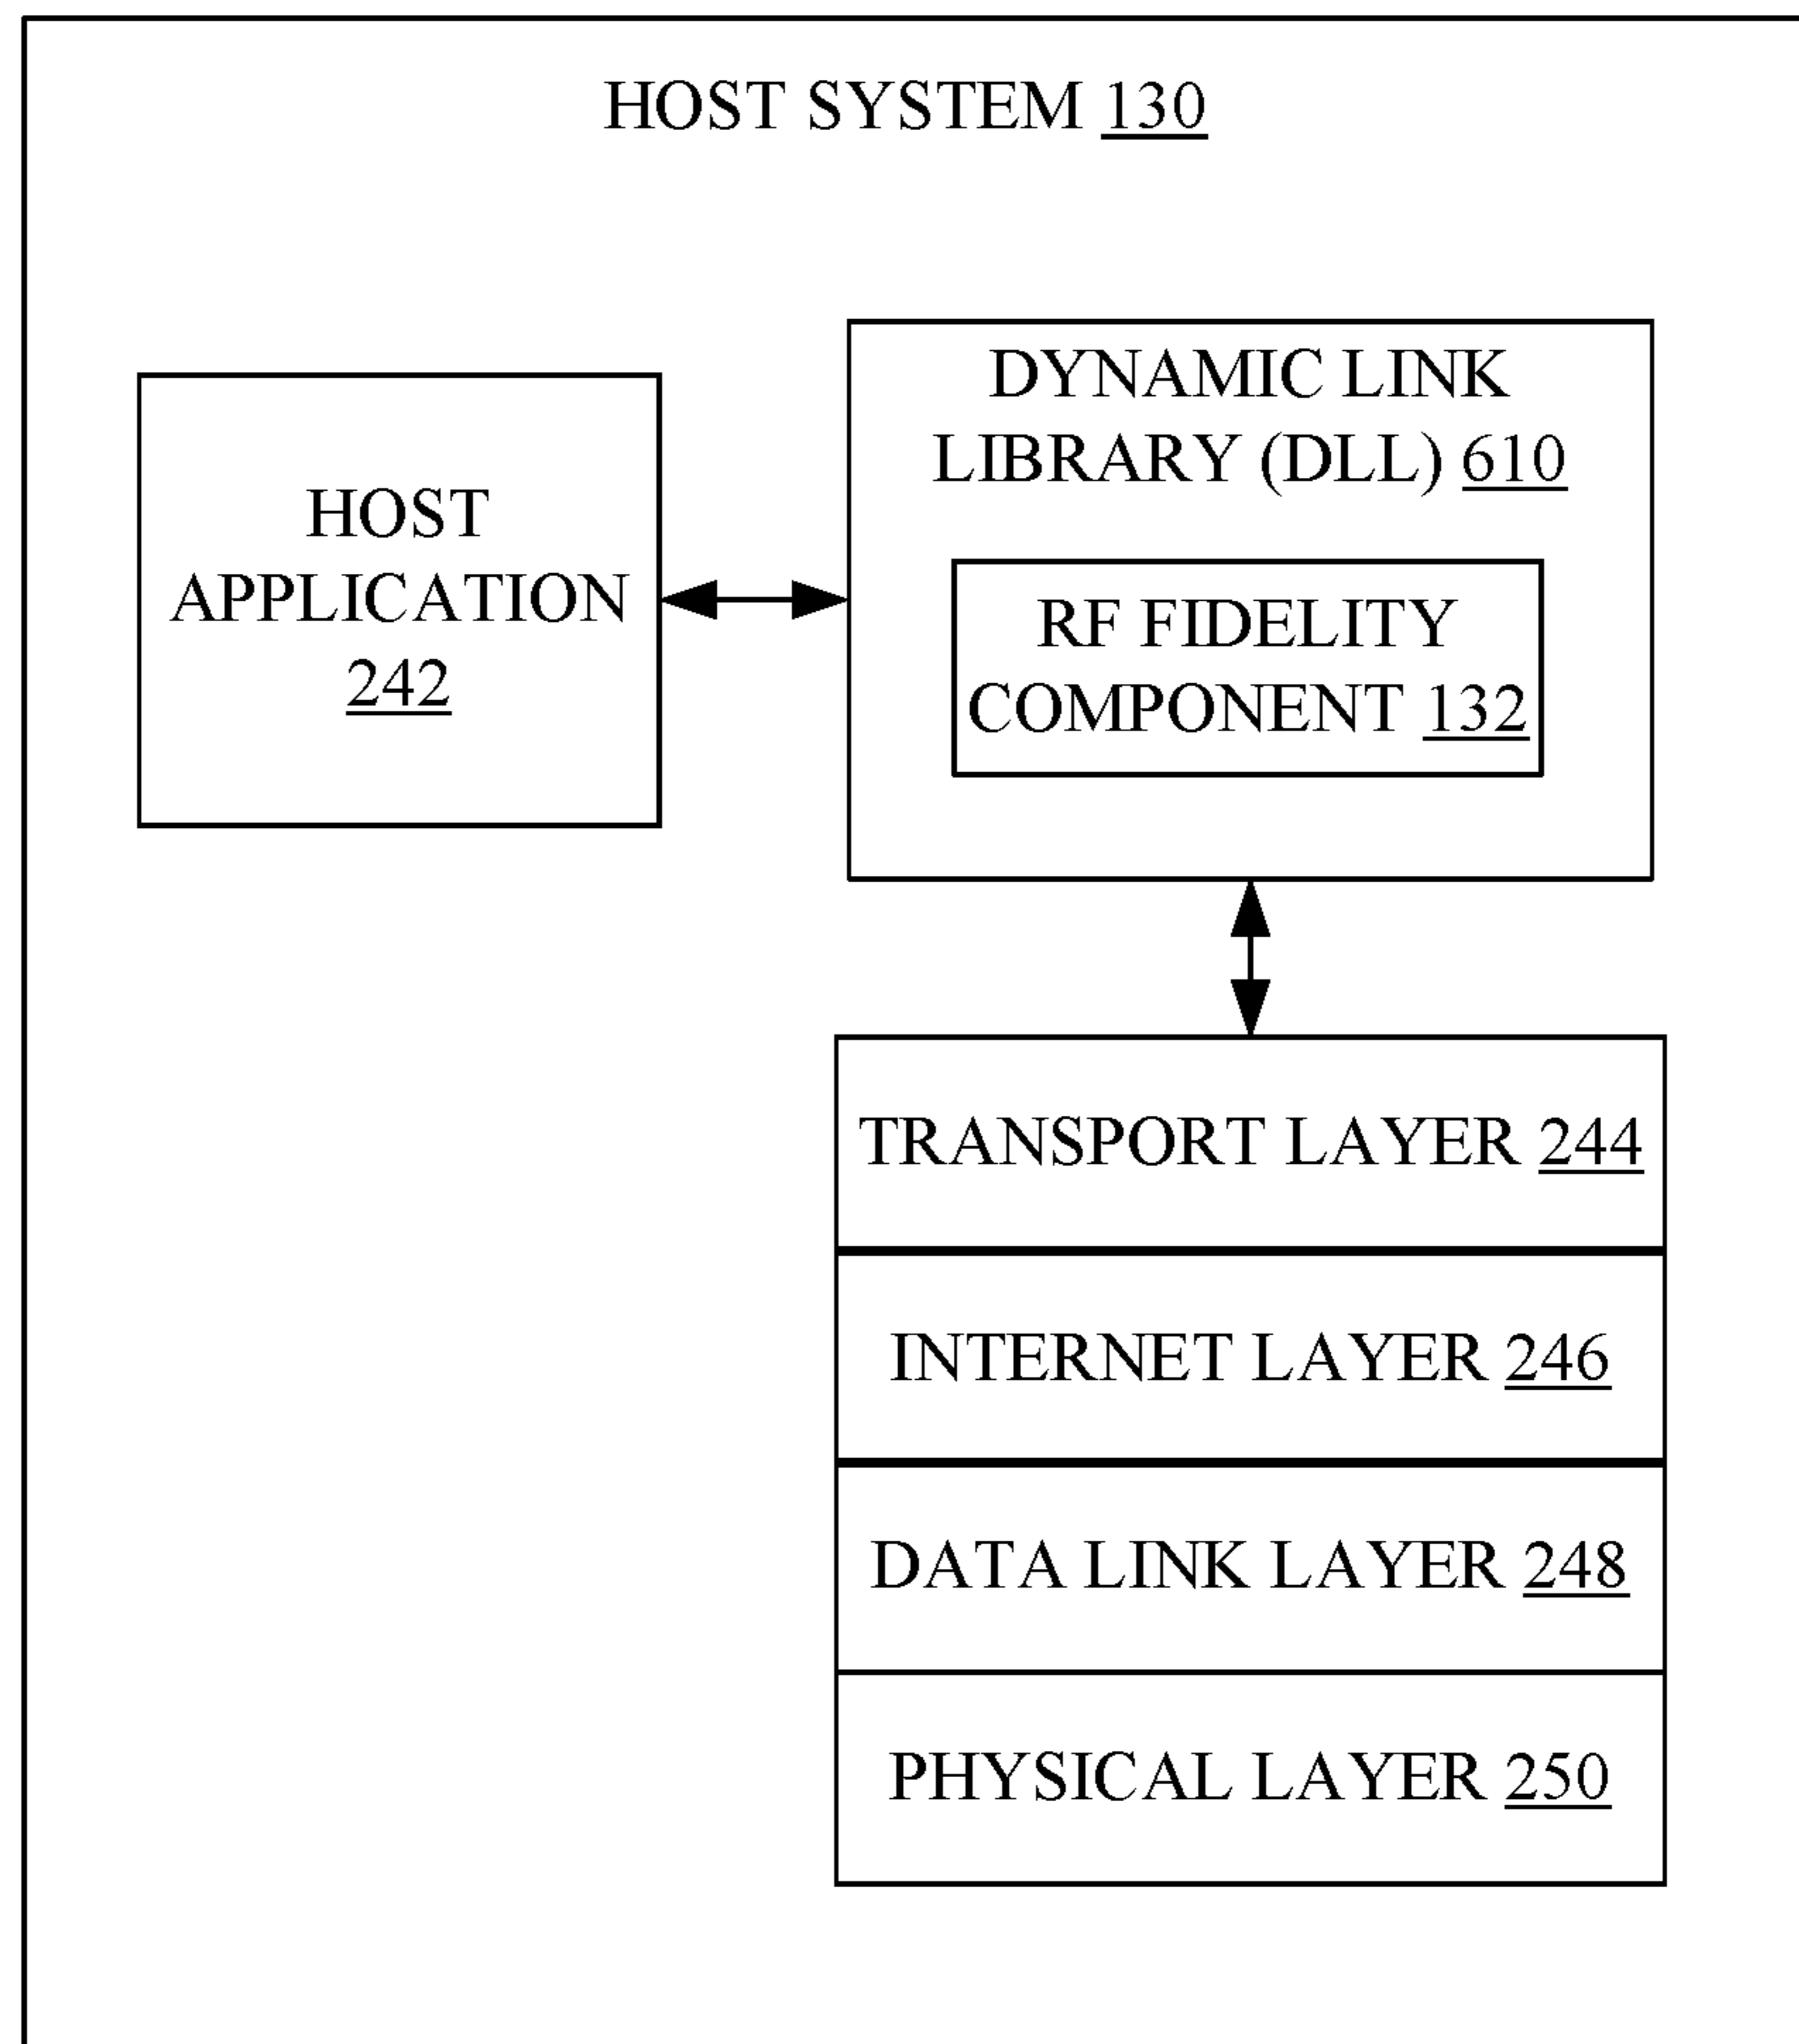 HOST SYSTEM 130
HOST
APPLICATION
242
DYNAMIC LINK
LIBRARY (DLL) 610
RF FIDELITY
COMPONENT 132
TRANSPORT LAYER 244
INTERNET LAYER 246
DATA LINK LAYER 248
PHYSICAL LAYER 250